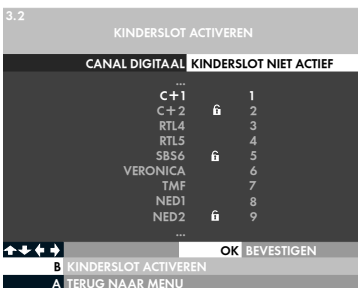 3.2
KINDERSLOT ACTIVEREN
CANAL DIGITAAL KINDERSLOT NIET ACTIEF
...
C+1 1
C+2 2
RTL4 3
RTL5 4
SBS6 5
VERONICA 6
TMF 7
NED1 8
NED2 9
...
OK BEVESTIGEN
B KINDERSLOT ACTIVEREN
A TERUG NAAR MENU